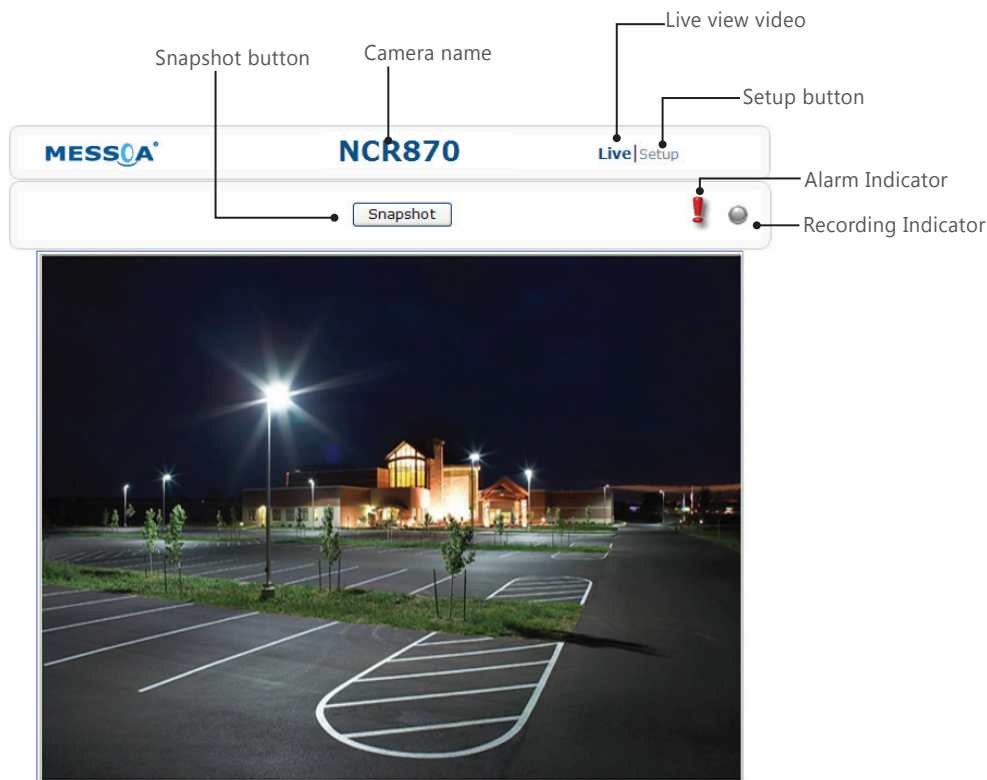 Live view video
Snapshot button
Camera name
Setup button
MESSOA
NCR870
Live|Setup
Alarm Indicator
Snapshot
Recording Indicator